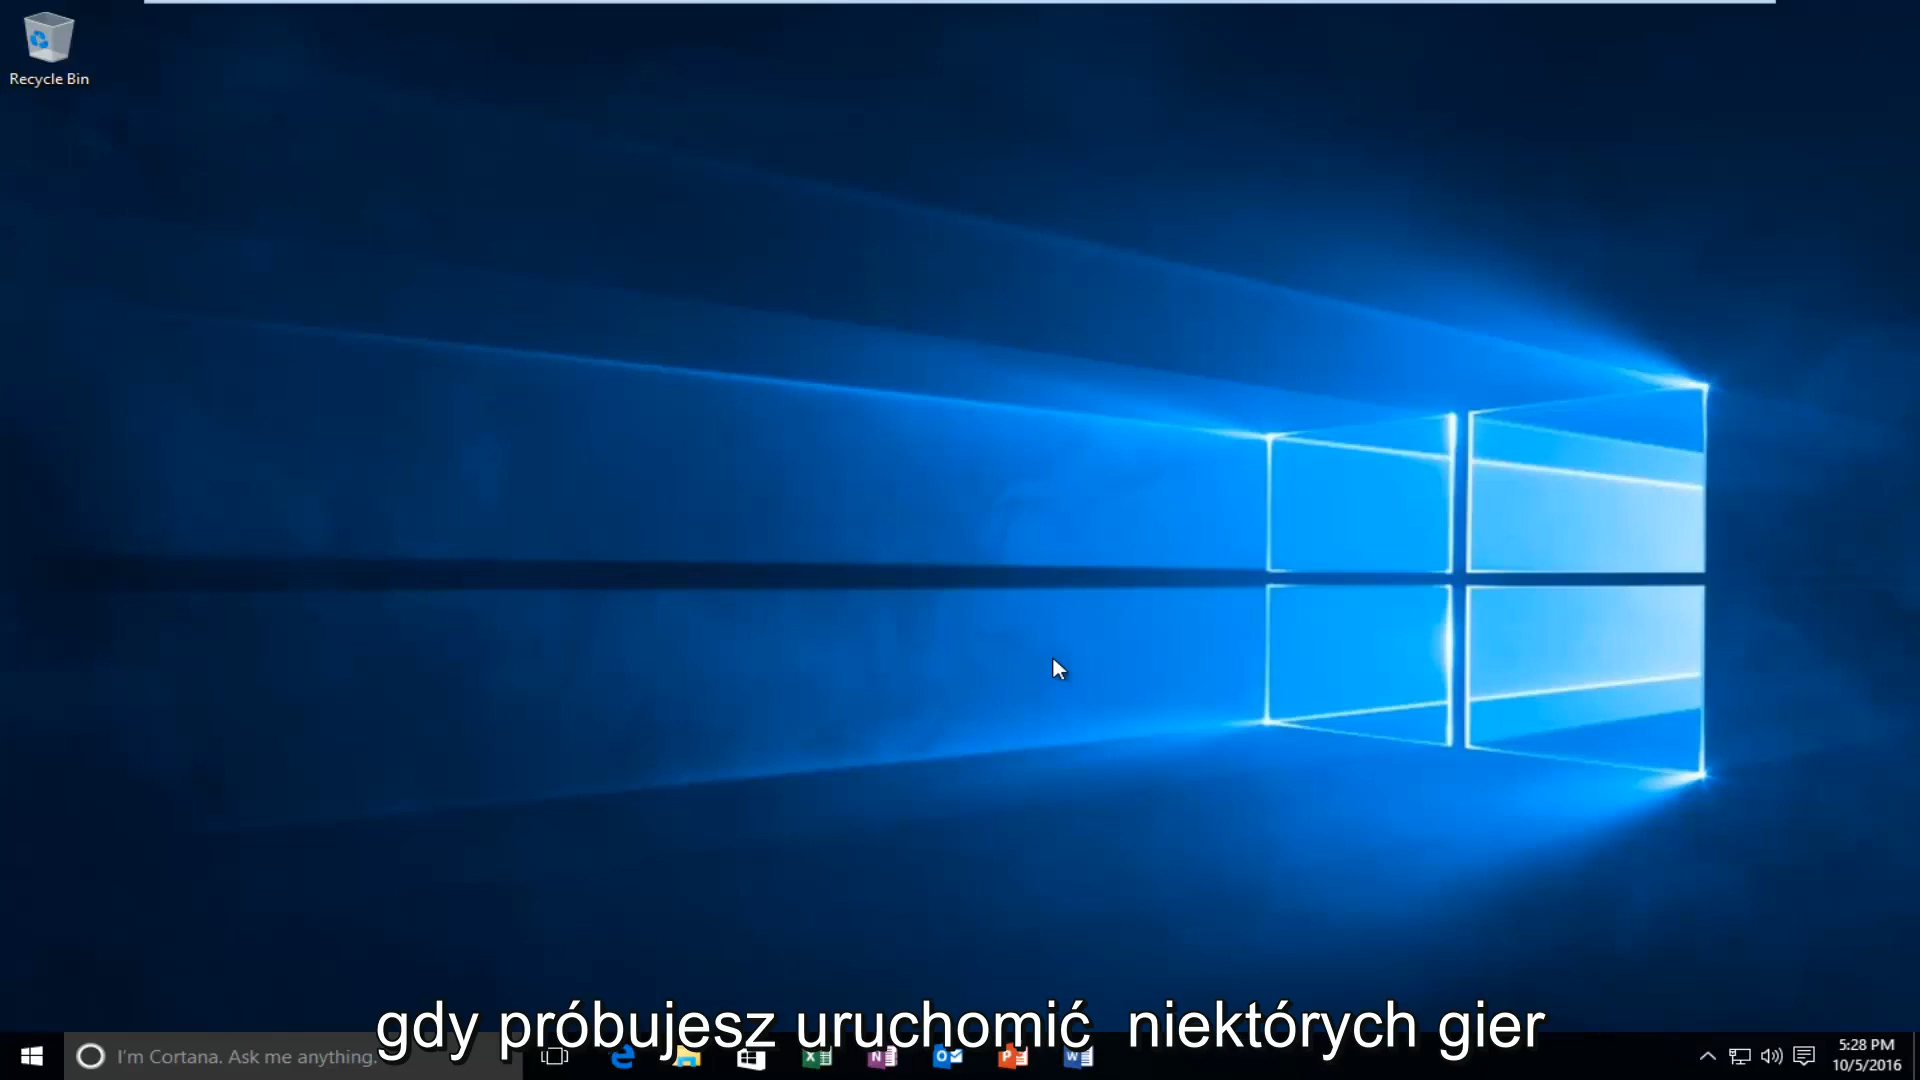 Recycle Bin
gdy próbujesz uruchomić niektórych gier
I'm Cortana. Ask me anything.
5:28 PM
10/5/2016